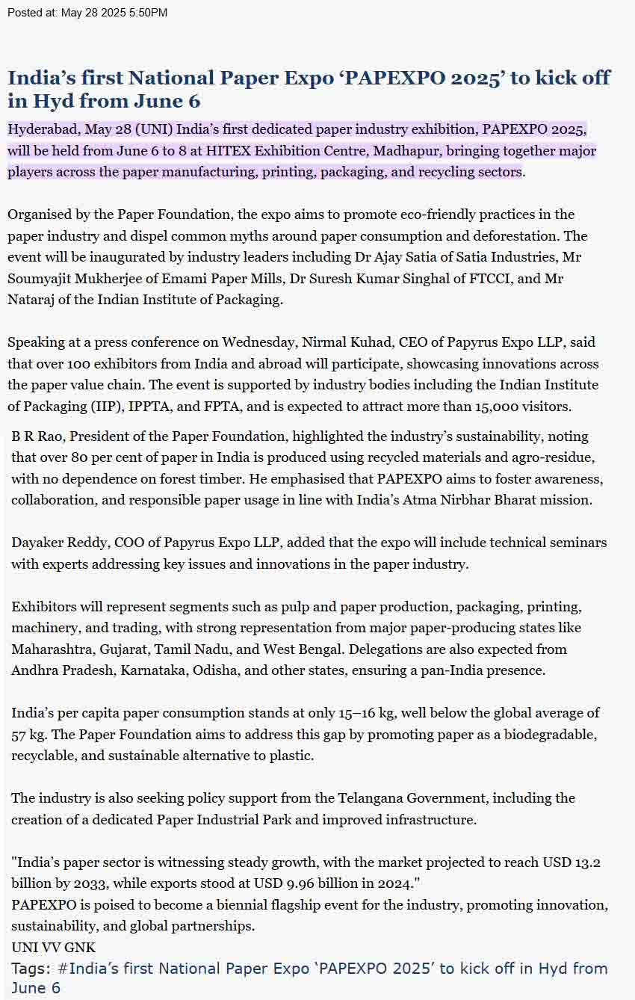 Posted at: May 28 2025 5:50PM
India’s first National Paper Expo ‘PAPEXPO 2025’ to kick off
in Hyd from June 6
Hyderabad, May 28 (UNI) India’s first dedicated paper industry exhibition, PAPEXPO 2025,
will be held from June 6 to 8 at HITEX Exhibition Centre, Madhapur, bringing together major
players across the paper manufacturing, printing, packaging, and recycling sectors.
Organised by the Paper Foundation, the expo aims to promote eco-friendly practices in the
paper industry and dispel common myths around paper consumption and deforestation. The
event will be inaugurated by industry leaders including Dr Ajay Satia of Satia Industries, Mr
Soumyajit Mukherjee of Emami Paper Mills, Dr Suresh Kumar Singhal of FTCCI, and Mr
Nataraj of the Indian Institute of Packaging.
Speaking at a press conference on Wednesday, Nirmal Kuhad, CEO of Papyrus Expo LLP, said
that over 100 exhibitors from India and abroad will participate, showcasing innovations across
the paper value chain. The event is supported by industry bodies including the Indian Institute
of Packaging (IIP), IPPTA, and FPTA, and is expected to attract more than 15,000 visitors.
B R Rao, President of the Paper Foundation, highlighted the industry’s sustainability, noting
that over 80 per cent of paper in India is produced using recycled materials and agro-residue,
with no dependence on forest timber. He emphasised that PAPEXPO aims to foster awareness,
collaboration, and responsible paper usage in line with India’s Atma Nirbhar Bharat mission.
Dayaker Reddy, COO of Papyrus Expo LLP, added that the expo will include technical seminars
with experts addressing key issues and innovations in the paper industry.
Exhibitors will represent segments such as pulp and paper production, packaging, printing,
machinery, and trading, with strong representation from major paper-producing states like
Maharashtra, Gujarat, Tamil Nadu, and West Bengal. Delegations are also expected from
Andhra Pradesh, Karnataka, Odisha, and other states, ensuring a pan-India presence.
India’s per capita paper consumption stands at only 15–16 kg, well below the global average of
57 kg. The Paper Foundation aims to address this gap by promoting paper as a biodegradable,
recyclable, and sustainable alternative to plastic.
The industry is also seeking policy support from the Telangana Government, including the
creation of a dedicated Paper Industrial Park and improved infrastructure.
"India’s paper sector is witnessing steady growth, with the market projected to reach USD 13.2
billion by 2033, while exports stood at USD 9.96 billion in 2024."
PAPEXPO is poised to become a biennial flagship event for the industry, promoting innovation,
sustainability, and global partnerships.
UNI VV GNK
Tags: #India’s first National Paper Expo ‘PAPEXPO 2025’ to kick off in Hyd from
June 6